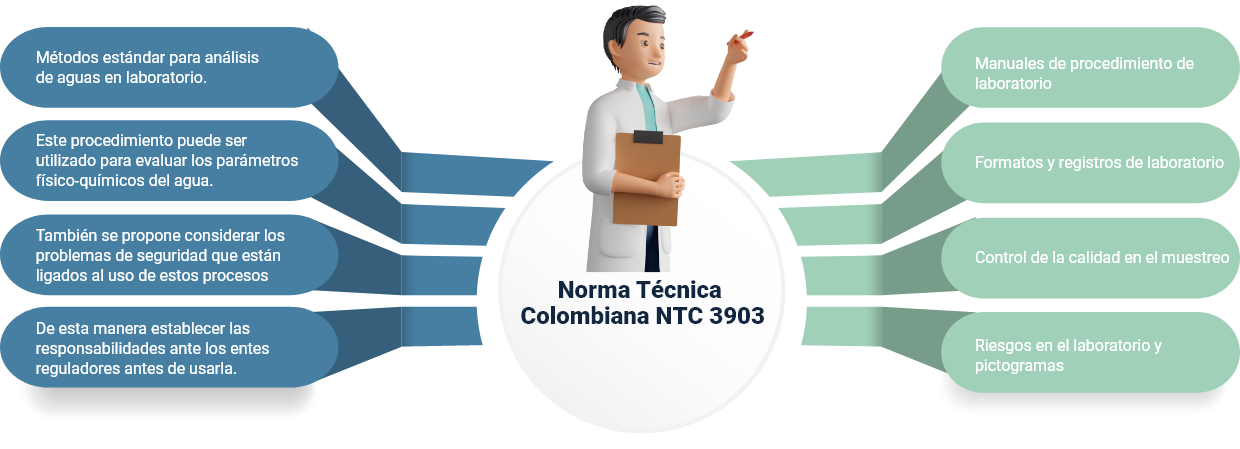 Métodos estándar para análisis
de aguas en laboratorio.
Este procedimiento puede ser
utilizado para evaluar los parámetros
físico-químicos del agua.
También se propone considerar los
problemas de seguridad que están
ligados al uso de estos procesos
De esta manera establecer las
responsabilidades ante los entes
reguladores antes de usarla.
Norma Técnica
Colombiana NTC 3903
Manuales de procedimiento de
laboratorio
Formatos y registros de laboratorio
Control de la calidad en el muestreo
Riesgos en el laboratorio y
pictogramas